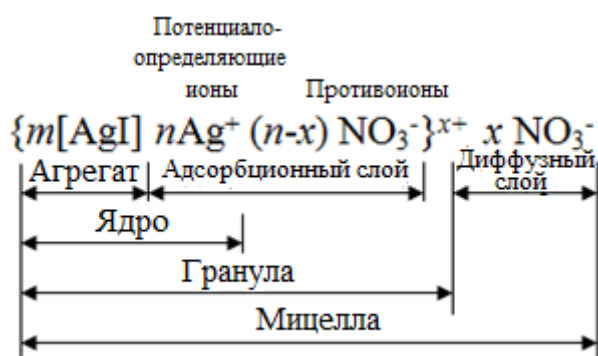 Потенциало-
определяющие
ионы Противоионы
{m[AgI] nAg⁺ (n-x) NO₃⁻}ˣ⁺ x NO₃⁻
Агрегат Адсорбционный слой Диффузный
слой
Ядро
Гранула
Мицелла